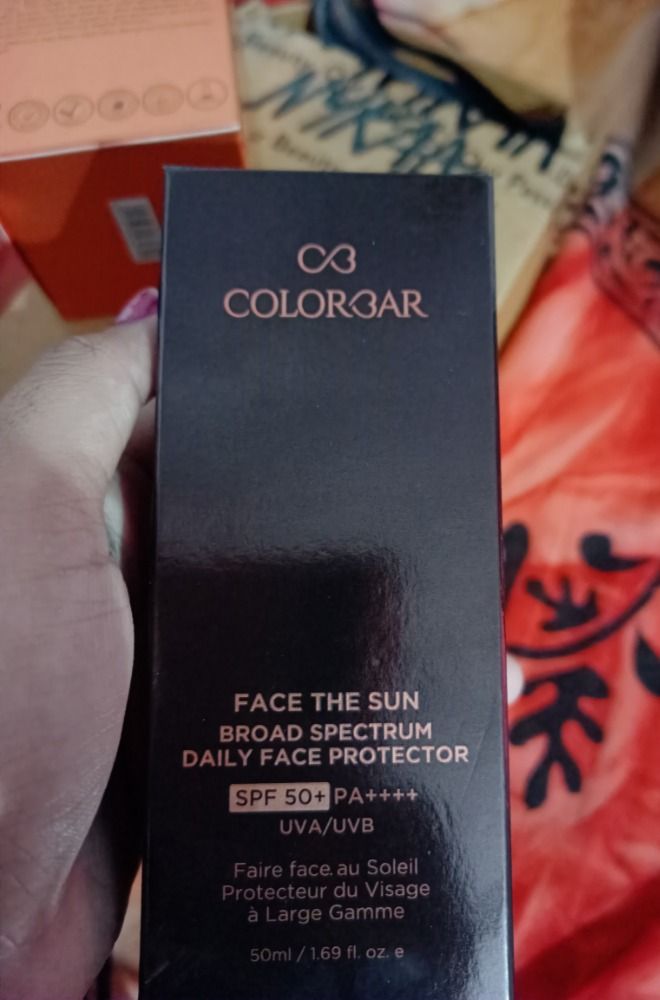 NYKAA
COLORBAR
FACE THE SUN
BROAD SPECTRUM
DAILY FACE PROTECTOR
SPF 50+ PA++++
UVA/UVB
Faire face au Soleil
Protecteur du Visage
à Large Gamme
50ml / 1.69 fl. oz. e